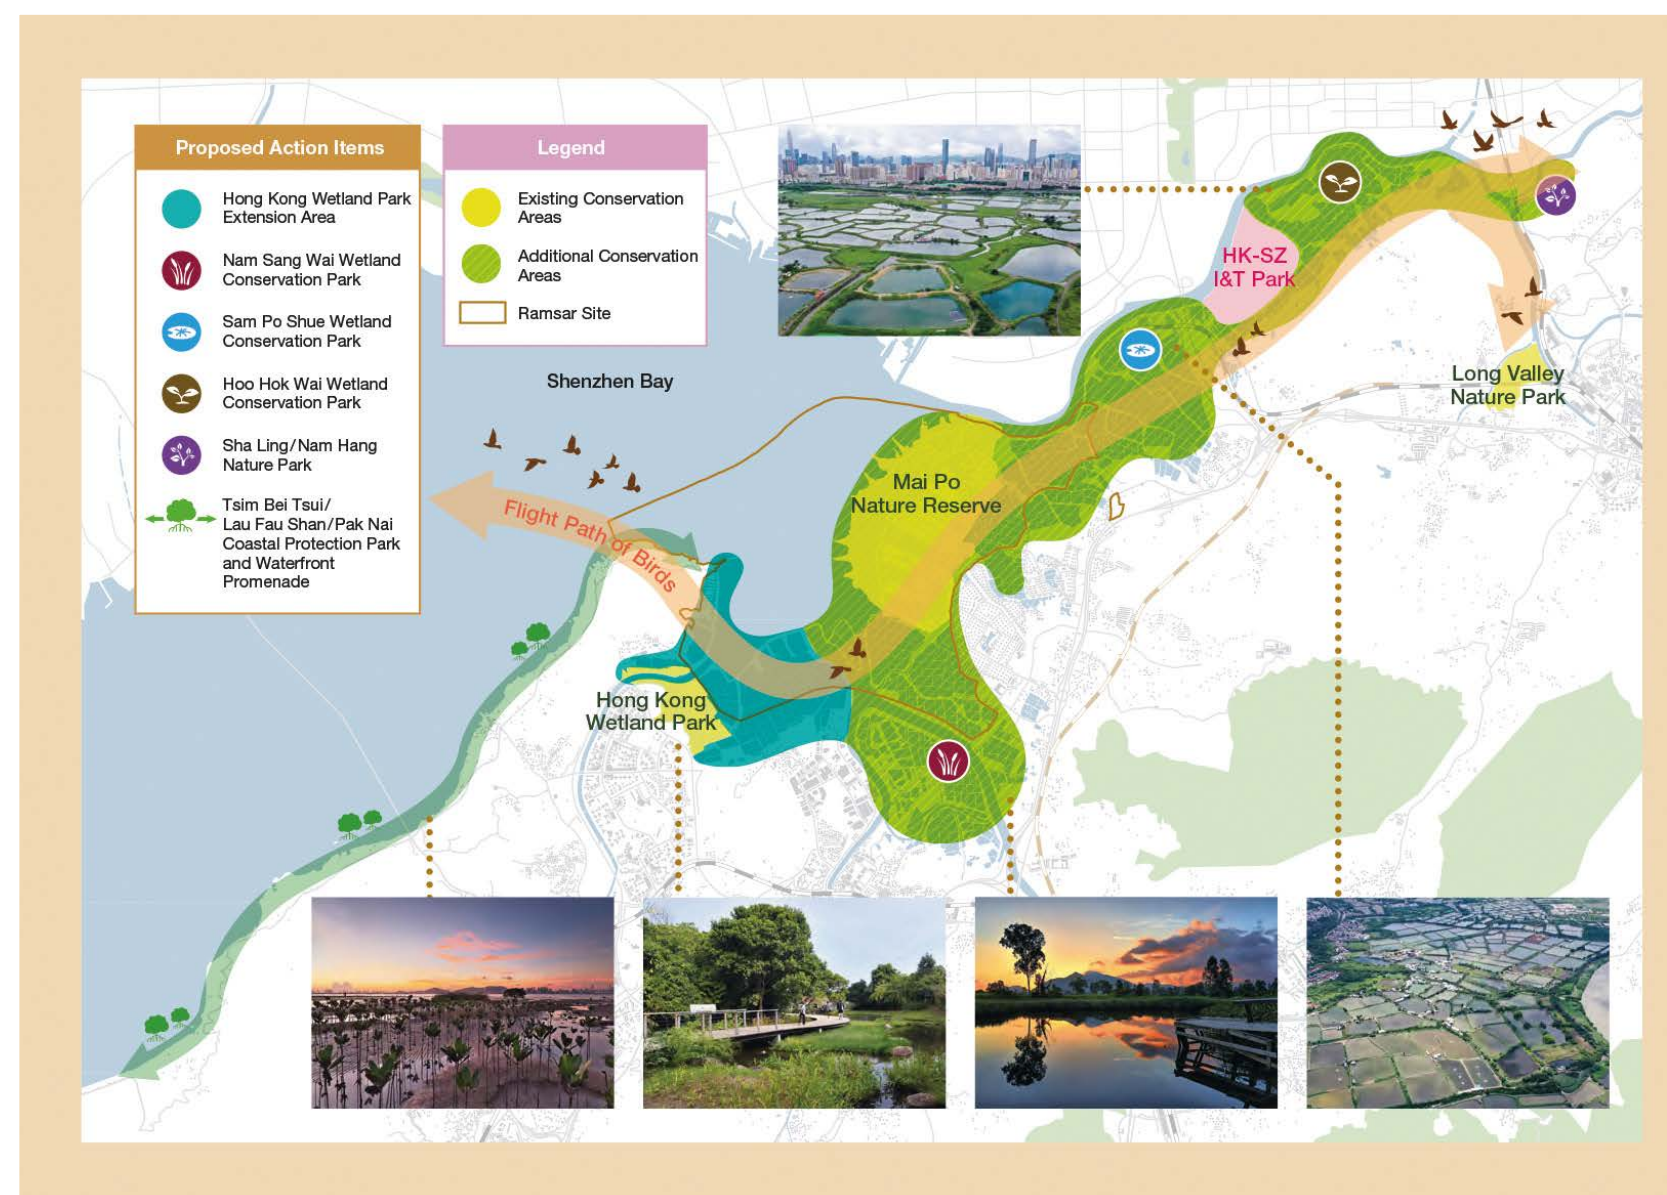 Proposed Action Items
Hong Kong Wetland Park
Extension Area
Nam Sang Wai Wetland
Conservation Park
Sam Po Shue Wetland
Conservation Park
Hoo Hok Wai Wetland
Conservation Park
Sha Ling/Nam Hang
Nature Park
Tsim Bei Tsui/
Lau Fau Shan/Pak Nai
Coastal Protection Park
and Waterfront
Promenade
Legend
Existing Conservation
Areas
Additional Conservation
Areas
Ramsar Site
HK-SZ
I&T Park
Shenzhen Bay
Long Valley
Nature Park
Mai Po
Nature Reserve
Flight Path of Birds
Hong Kong
Wetland Park